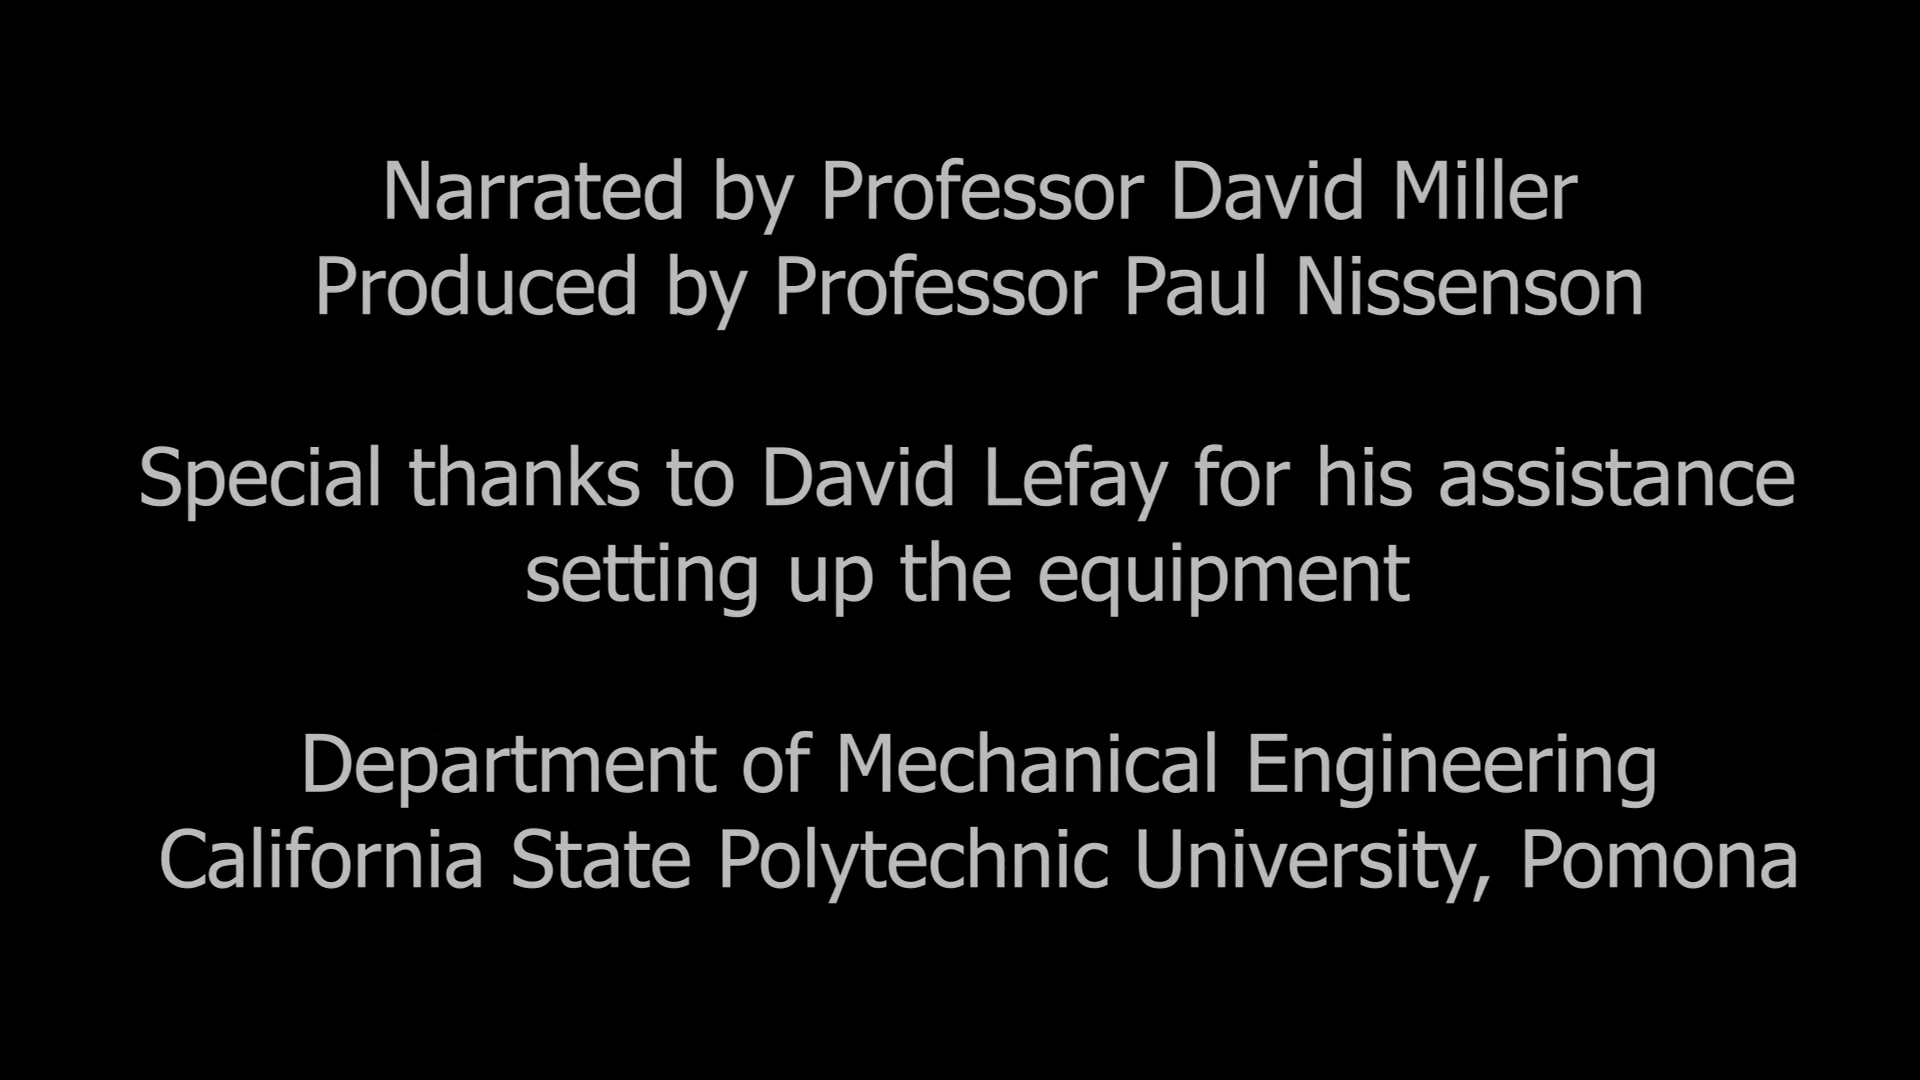 Narrated by Professor David Miller
Produced by Professor Paul Nissenson
Special thanks to David Lefay for his assistance
setting up the equipment
Department of Mechanical Engineering
California State Polytechnic University, Pomona